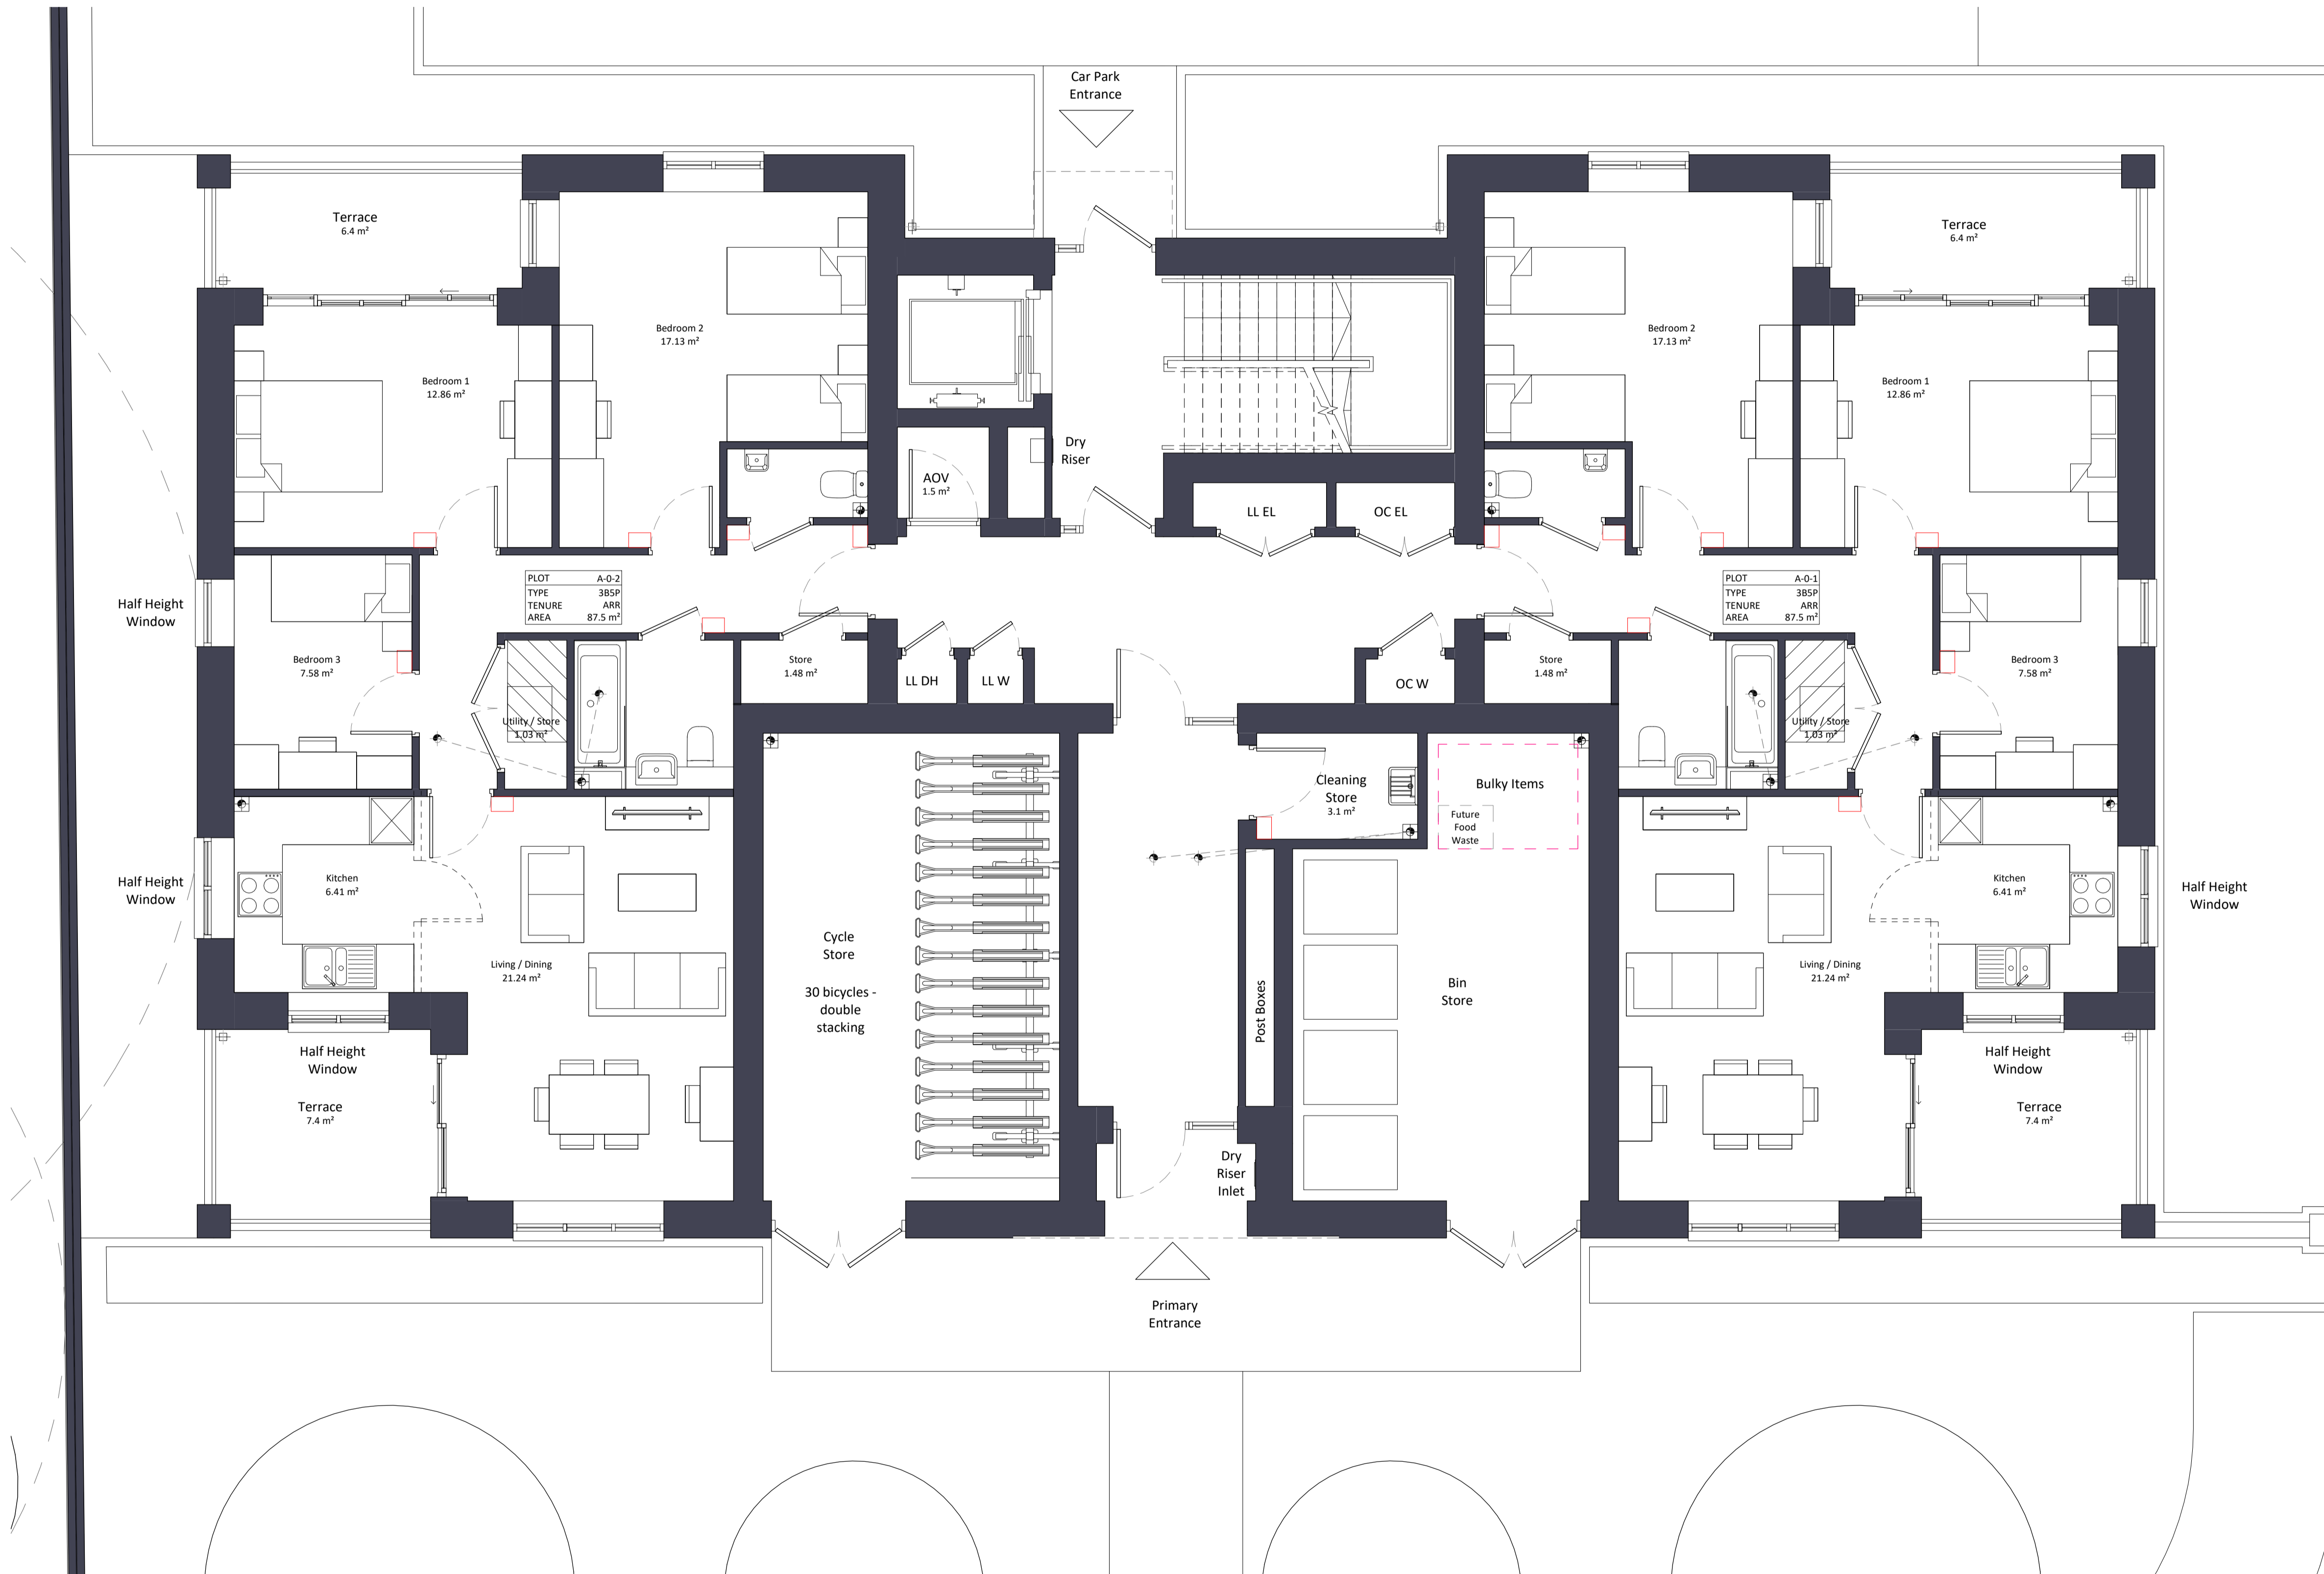 Car Park
Entrance
Terrace
6.4 m²
Terrace
6.4 m²
Bedroom 2
17.13 m²
Bedroom 2
17.13 m²
Bedroom 1
12.86 m²
Bedroom 1
12.86 m²
Dry
Riser
AOV
1.5 m²
LL EL
OC EL
PLOT A-0-2
TYPE 3B5P
TENURE ARR
AREA 87.5 m²
PLOT A-0-1
TYPE 3B5P
TENURE ARR
AREA 87.5 m²
Half Height
Window
Bedroom 3
7.58 m²
Store
1.48 m²
LL DH
LL W
OC W
Store
1.48 m²
Bedroom 3
7.58 m²
Utility / Store
1.03 m²
Utility / Store
1.03 m²
Cleaning
Store
3.1 m²
Bulky Items
Future
Food
Waste
Half Height
Window
Kitchen
6.41 m²
Kitchen
6.41 m²
Half Height
Window
Living / Dining
21.24 m²
Cycle
Store
30 bicycles -
double
stacking
Post Boxes
Bin
Store
Living / Dining
21.24 m²
Half Height
Window
Half Height
Window
Terrace
7.4 m²
Terrace
7.4 m²
Dry
Riser
Inlet
Primary
Entrance